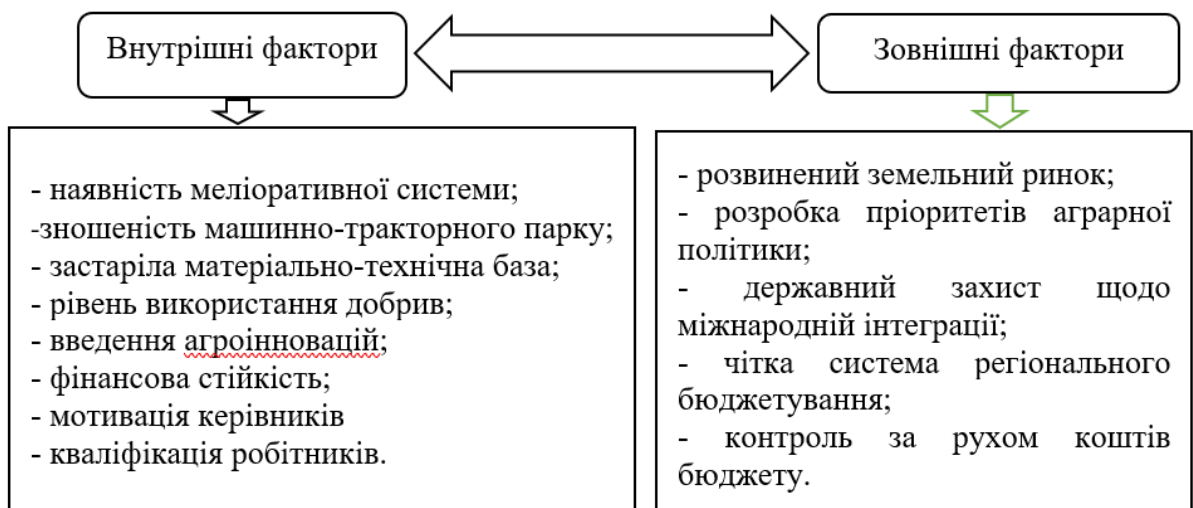 Внутрішні фактори
Зовнішні фактори
- наявність меліоративної системи;
-зношеність машинно-тракторного парку;
- застаріла матеріально-технічна база;
- рівень використання добрив;
- введення агроінновацій;
- фінансова стійкість;
- мотивація керівників
- кваліфікація робітників.
- розвинений земельний ринок;
- розробка пріоритетів аграрної
політики;
- державний захист щодо
міжнародній інтеграції;
- чітка система регіонального
бюджетування;
- контроль за рухом коштів
бюджету.